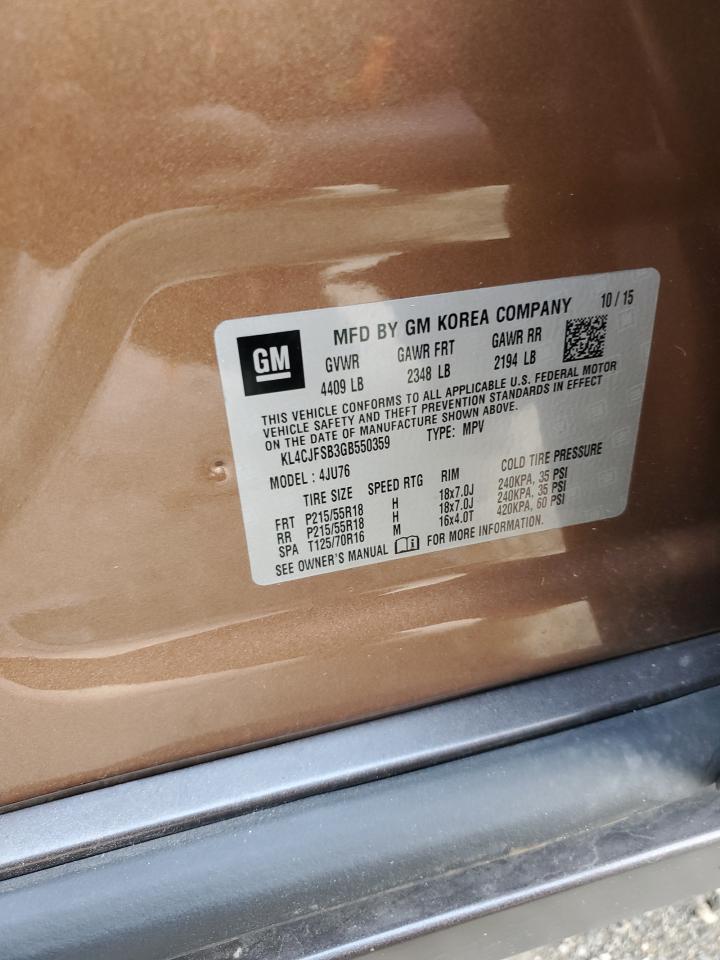 MFD BY GM KOREA COMPANY 10 / 15
GM
GVWR GAWR FRT GAWR RR
4409 LB 2348 LB 2194 LB
THIS VEHICLE CONFORMS TO ALL APPLICABLE U.S. FEDERAL MOTOR
VEHICLE SAFETY AND THEFT PREVENTION STANDARDS IN EFFECT
ON THE DATE OF MANUFACTURE SHOWN ABOVE.
KL4CJFSB3GB550359 TYPE: MPV
MODEL : 4JU76
TIRE SIZE SPEED RTG RIM COLD TIRE PRESSURE
FRT P215/55R18 H 18x7.0J 240KPA, 35 PSI
RR P215/55R18 H 18x7.0J 240KPA, 35 PSI
SPA T125/70R16 M 16x4.0T 420KPA, 60 PSI
SEE OWNER'S MANUAL FOR MORE INFORMATION.